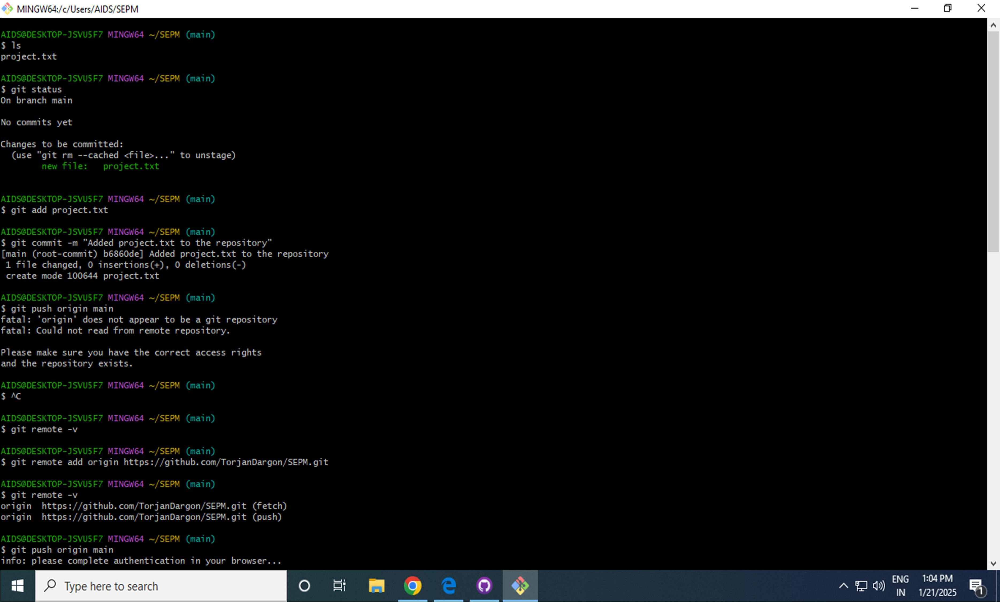 MINGW64:/c/Users/AIDS/SEPM
AIDS@DESKTOP-JSVU5F7 MINGW64 ~/SEPM (main)
$ ls
project.txt
AIDS@DESKTOP-JSVU5F7 MINGW64 ~/SEPM (main)
$ git status
On branch main
No commits yet
Changes to be committed:
  (use "git rm --cached <file>..." to unstage)
        new file:   project.txt
AIDS@DESKTOP-JSVU5F7 MINGW64 ~/SEPM (main)
$ git add project.txt
AIDS@DESKTOP-JSVU5F7 MINGW64 ~/SEPM (main)
$ git commit -m "Added project.txt to the repository"
[main (root-commit) b6860de] Added project.txt to the repository
 1 file changed, 0 insertions(+), 0 deletions(-)
 create mode 100644 project.txt
AIDS@DESKTOP-JSVU5F7 MINGW64 ~/SEPM (main)
$ git push origin main
fatal: 'origin' does not appear to be a git repository
fatal: Could not read from remote repository.
Please make sure you have the correct access rights
and the repository exists.
AIDS@DESKTOP-JSVU5F7 MINGW64 ~/SEPM (main)
$ ^C
AIDS@DESKTOP-JSVU5F7 MINGW64 ~/SEPM (main)
$ git remote -v
AIDS@DESKTOP-JSVU5F7 MINGW64 ~/SEPM (main)
$ git remote add origin https://github.com/TorjanDargon/SEPM.git
AIDS@DESKTOP-JSVU5F7 MINGW64 ~/SEPM (main)
$ git remote -v
origin  https://github.com/TorjanDargon/SEPM.git (fetch)
origin  https://github.com/TorjanDargon/SEPM.git (push)
AIDS@DESKTOP-JSVU5F7 MINGW64 ~/SEPM (main)
$ git push origin main
info: please complete authentication in your browser...
Type here to search
ENG
IN
1:04 PM
1/21/2025
1